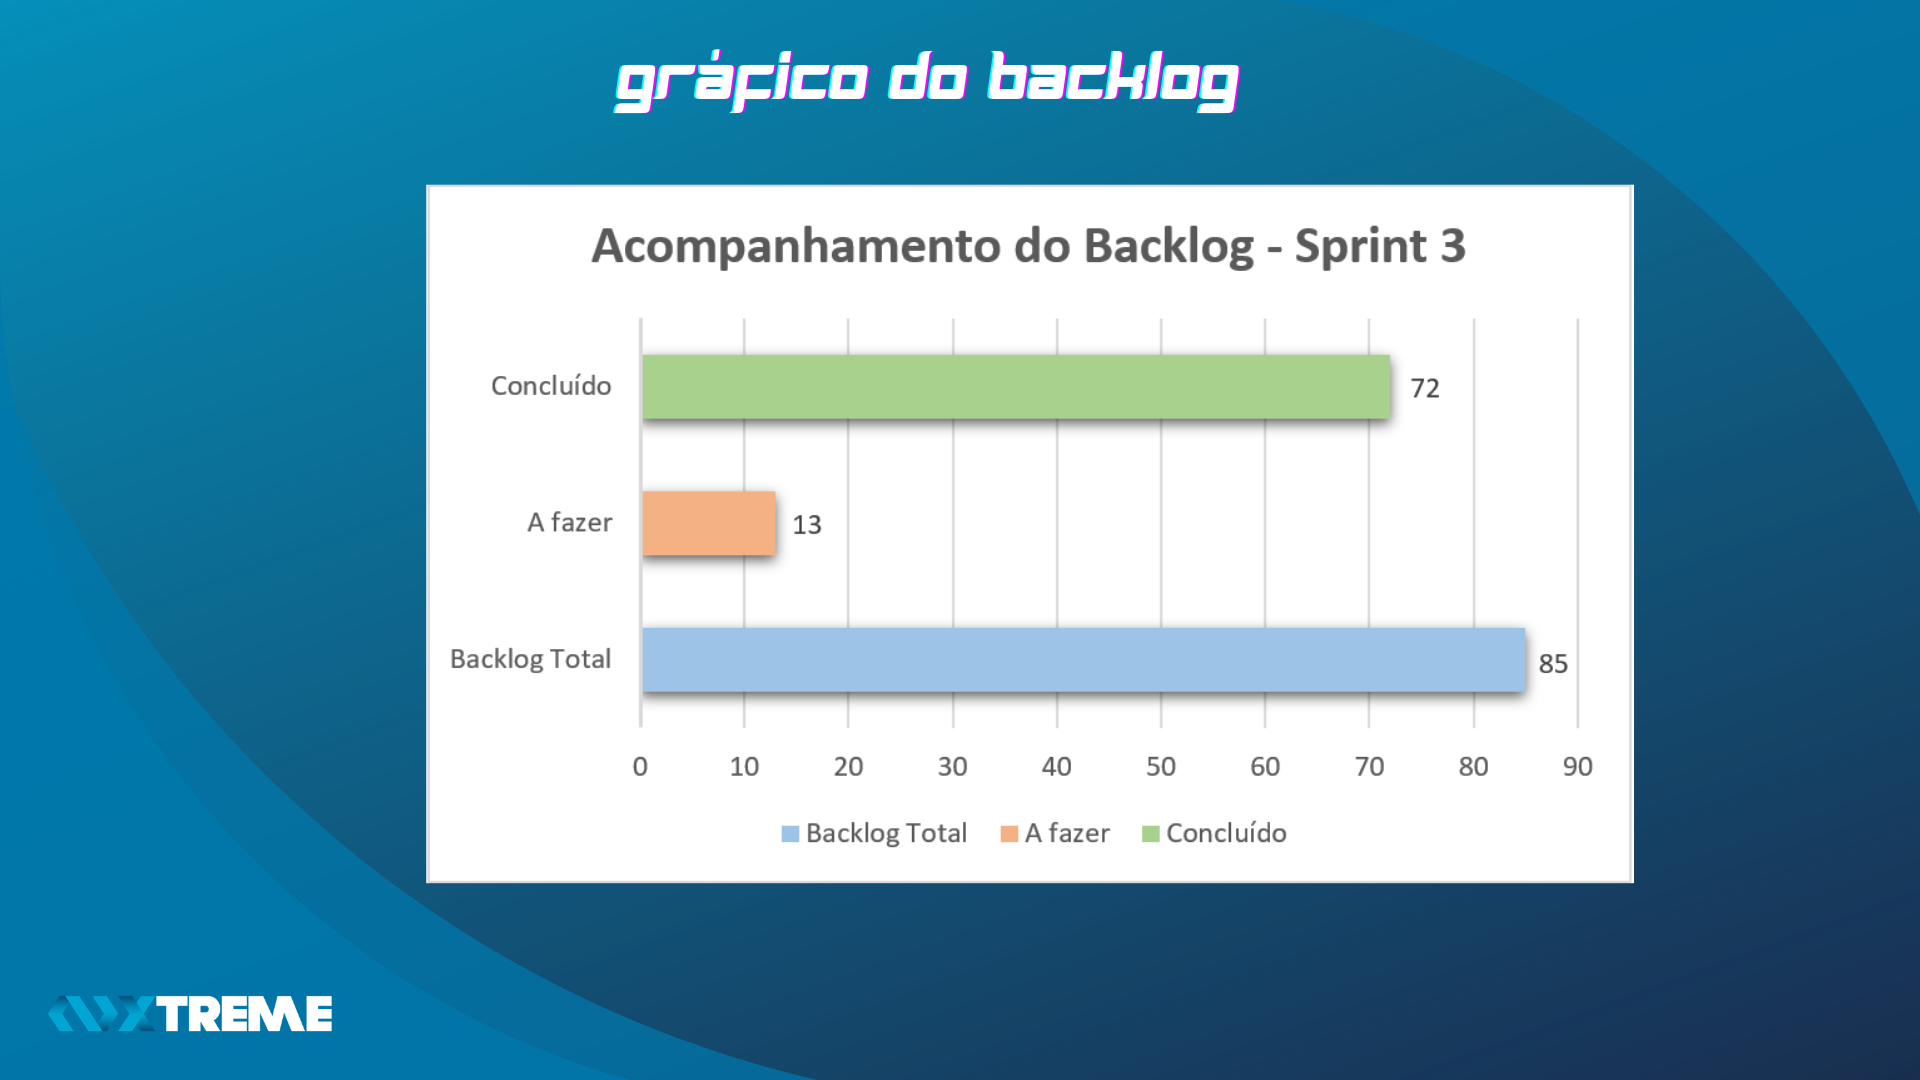 gráfico do backlog
Acompanhamento do Backlog - Sprint 3
Concluído
72
A fazer
13
Backlog Total
85
0 10 20 30 40 50 60 70 80 90
Backlog Total A fazer Concluído
XTREME